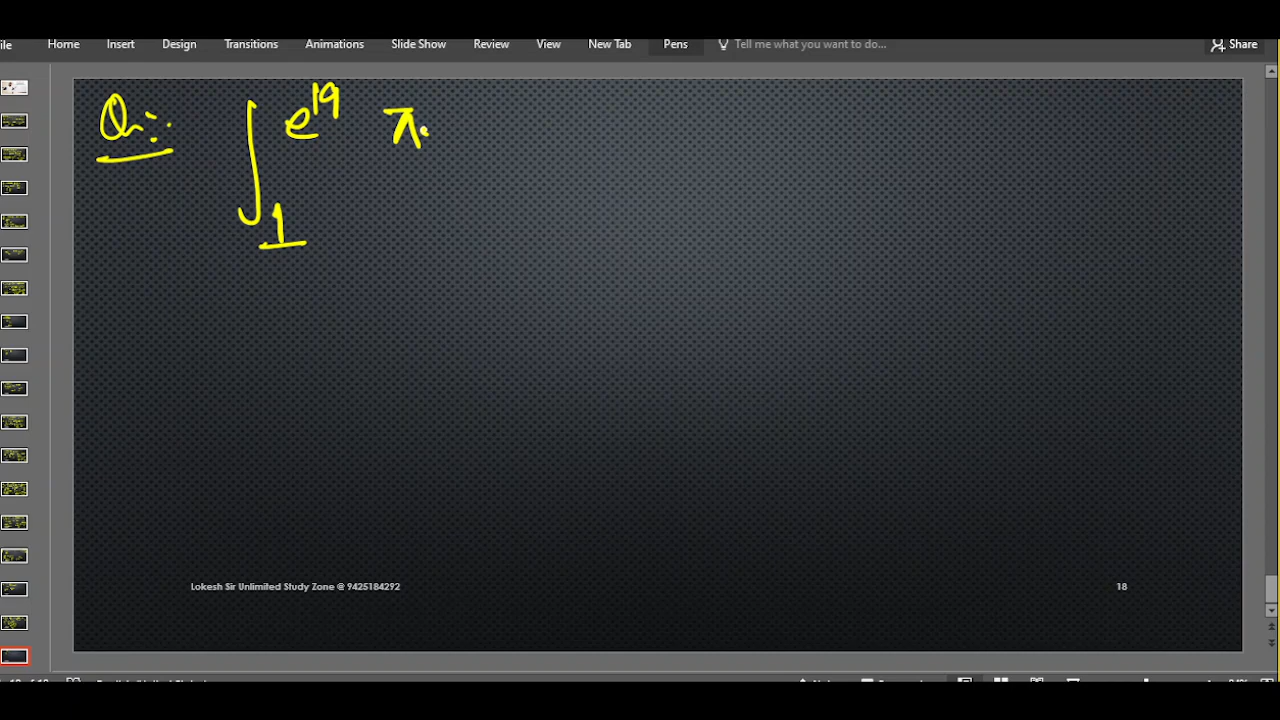 File Home Insert Design Transitions Animations Slide Show Review View New Tab Pens Tell me what you want to do... Share
Qn:- ∫₁^(e^19) π
Lokesh Sir Unlimited Study Zone @ 9425184292 18